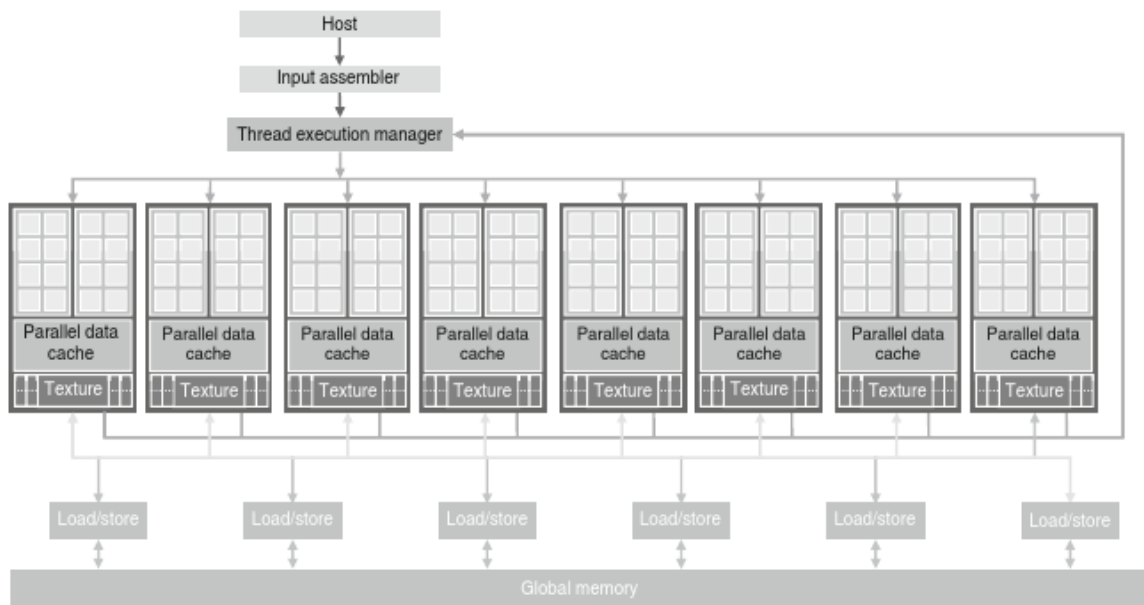 Host
Input assembler
Thread execution manager
Parallel data
cache
Parallel data
cache
Parallel data
cache
Parallel data
cache
Parallel data
cache
Parallel data
cache
Parallel data
cache
Parallel data
cache
Texture
Texture
Texture
Texture
Texture
Texture
Texture
Texture
Load/store
Load/store
Load/store
Load/store
Load/store
Load/store
Global memory